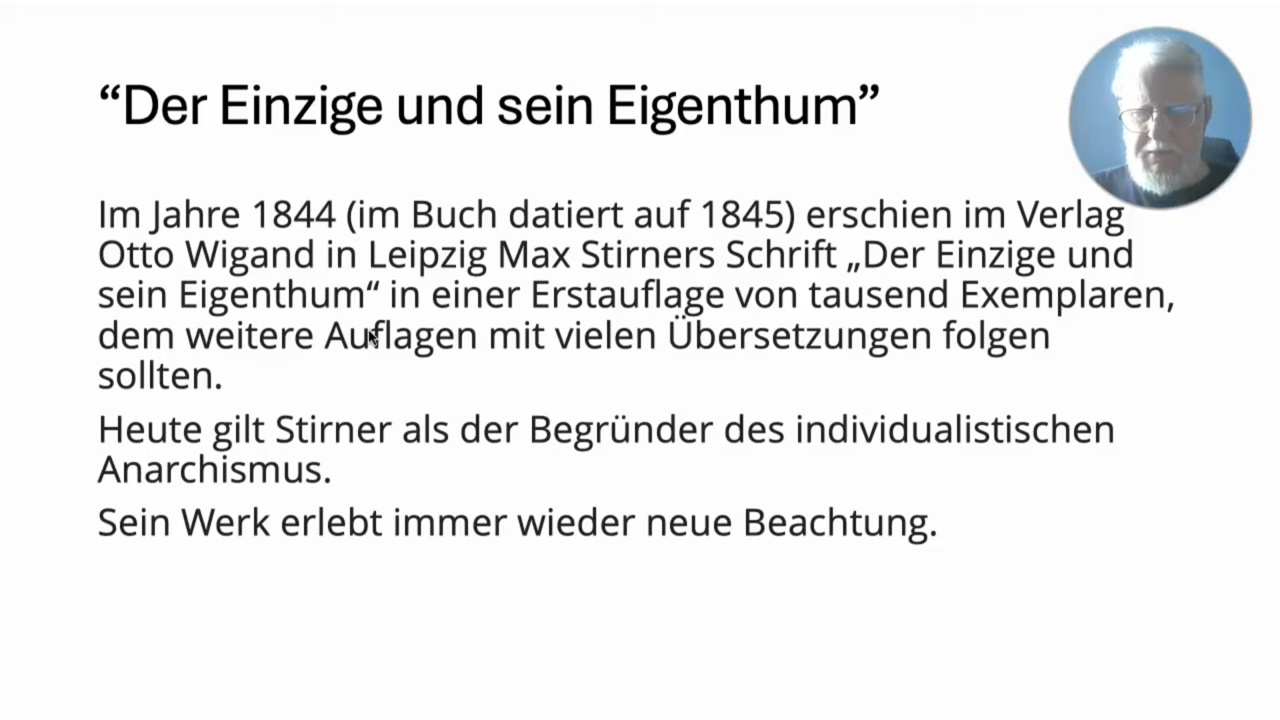 “Der Einzige und sein Eigenthum”
Im Jahre 1844 (im Buch datiert auf 1845) erschien im Verlag
Otto Wigand in Leipzig Max Stirners Schrift „Der Einzige und
sein Eigenthum“ in einer Erstauflage von tausend Exemplaren,
dem weitere Auflagen mit vielen Übersetzungen folgen
sollten.
Heute gilt Stirner als der Begründer des individualistischen
Anarchismus.
Sein Werk erlebt immer wieder neue Beachtung.